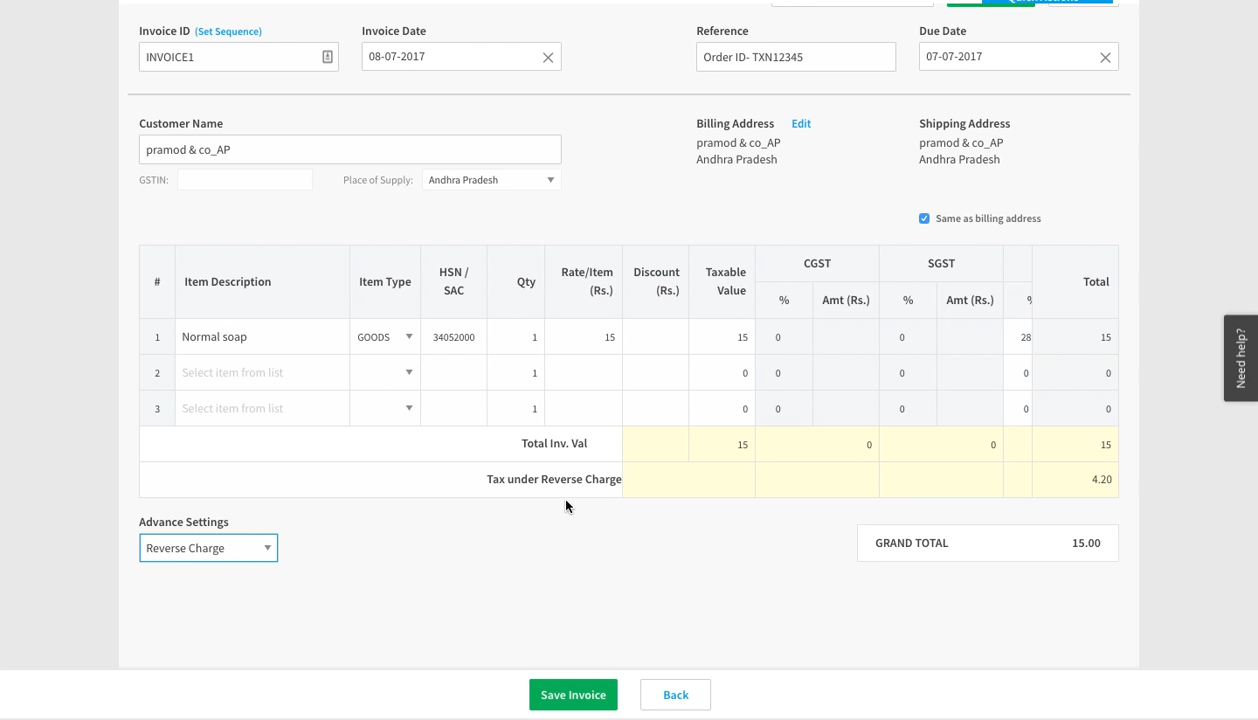 Invoice ID (Set Sequence) Invoice Date Reference Due Date
INVOICE1 08-07-2017 Order ID- TXN12345 07-07-2017
Customer Name Billing Address Edit Shipping Address
pramod & co_AP pramod & co_AP pramod & co_AP
Andhra Pradesh Andhra Pradesh
GSTIN: Place of Supply: Andhra Pradesh
Same as billing address
# Item Description Item Type HSN / SAC Qty Rate/Item (Rs.) Discount (Rs.) Taxable Value CGST SGST Total
% Amt (Rs.) % Amt (Rs.) %
1 Normal soap GOODS 34052000 1 15 15 0 0 28 15
2 Select item from list 1 0 0 0 0 0
3 Select item from list 1 0 0 0 0 0
Total Inv. Val 15 0 0 15
Tax under Reverse Charge 4.20
Advance Settings
Reverse Charge GRAND TOTAL 15.00
Need help?
Save Invoice Back